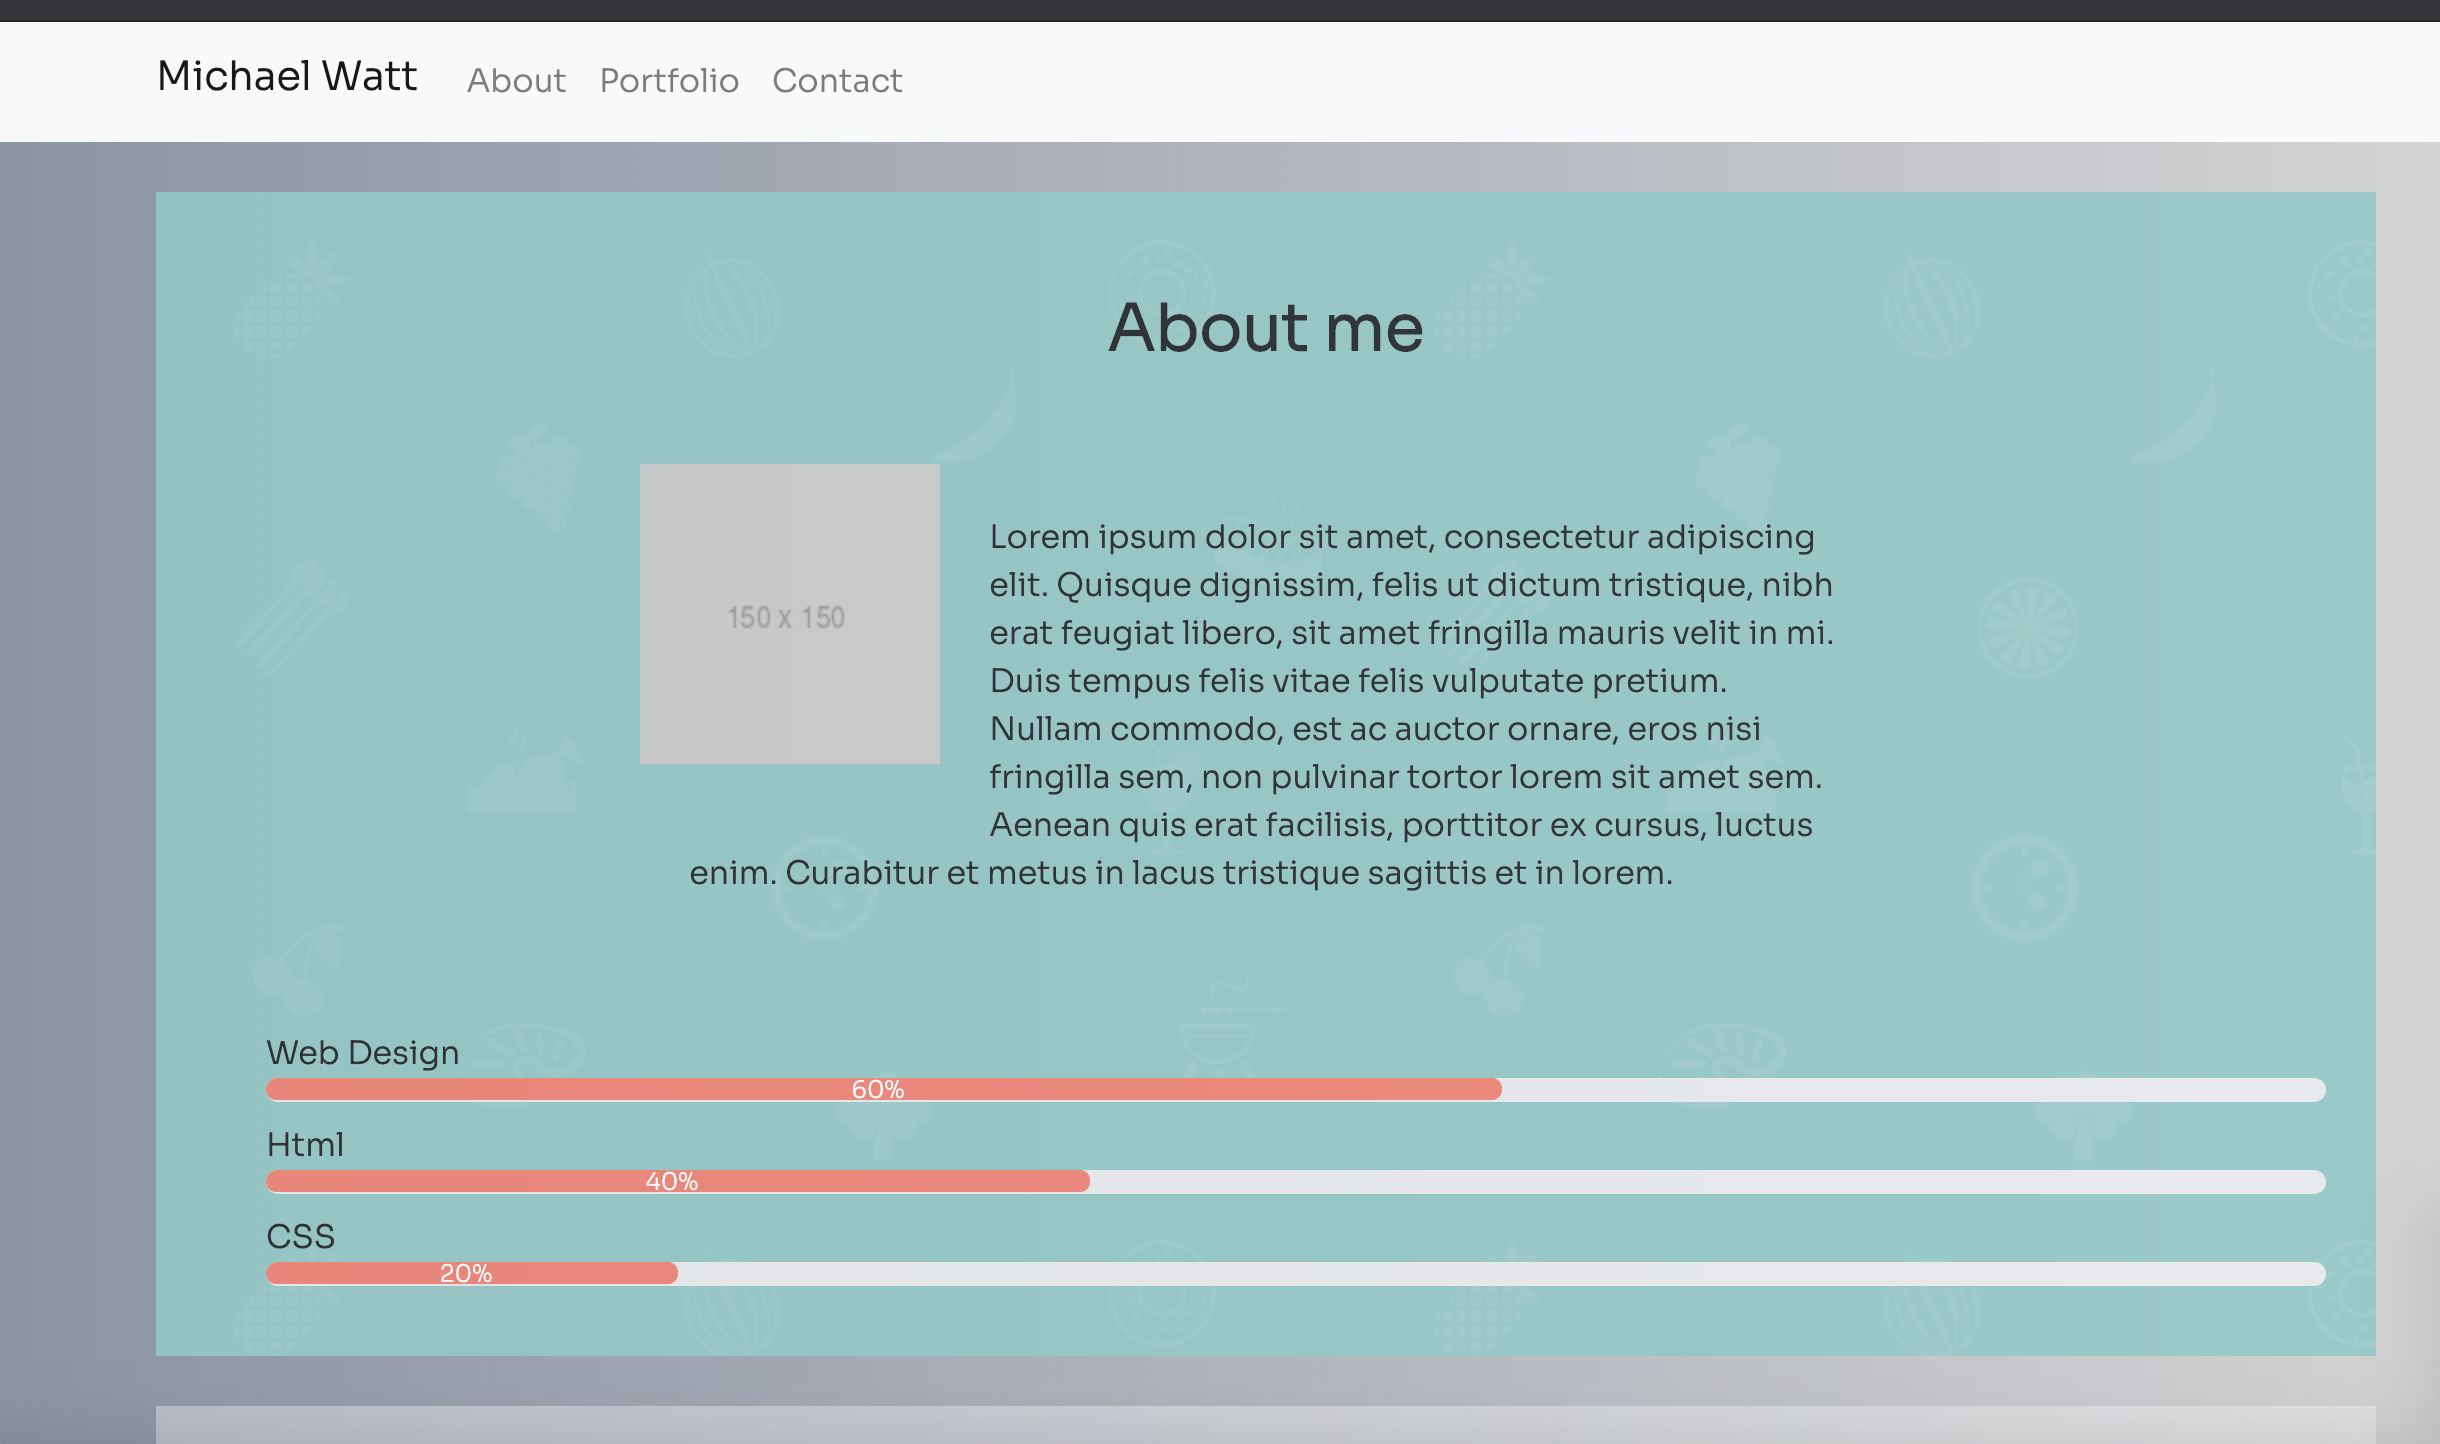 Michael Watt About Portfolio Contact
About me
150 x 150
Lorem ipsum dolor sit amet, consectetur adipiscing
elit. Quisque dignissim, felis ut dictum tristique, nibh
erat feugiat libero, sit amet fringilla mauris velit in mi.
Duis tempus felis vitae felis vulputate pretium.
Nullam commodo, est ac auctor ornare, eros nisi
fringilla sem, non pulvinar tortor lorem sit amet sem.
Aenean quis erat facilisis, porttitor ex cursus, luctus
enim. Curabitur et metus in lacus tristique sagittis et in lorem.
Web Design
60%
Html
40%
CSS
20%